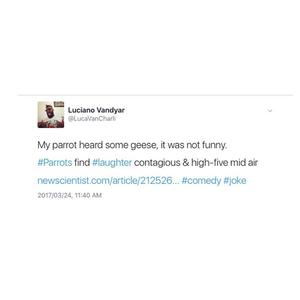 Luciano Vandyar
@LucaVanCharli
My parrot heard some geese, it was not funny.
#Parrots find #laughter contagious & high-five mid air
newscientist.com/article/212526... #comedy #joke
2017/03/24, 11:40 AM